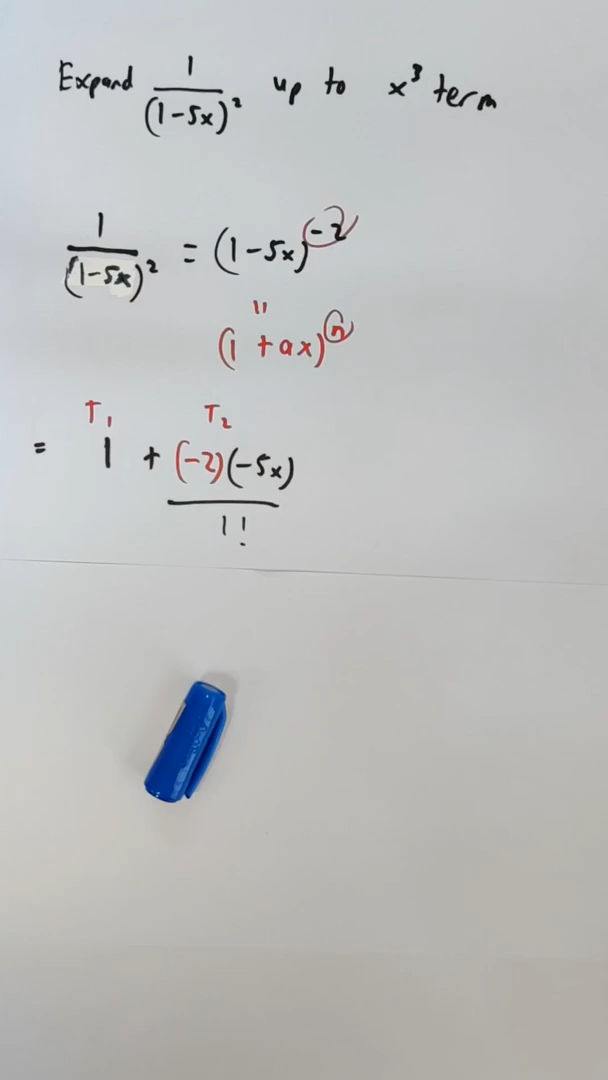 Expand 1/(1-5x)² up to x³ term
1/(1-5x)² = (1-5x)⁻²
"
(1 + ax)ⁿ
T₁ T₂
= 1 + (-2)(-5x)/1!